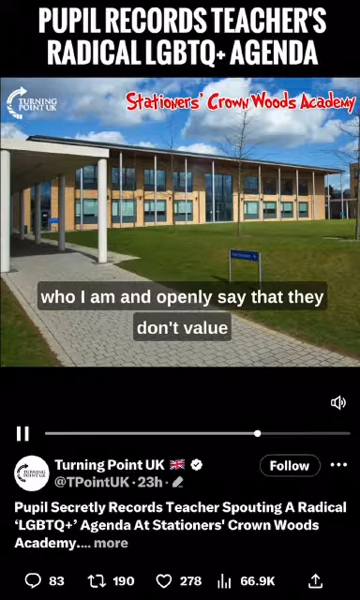 PUPIL RECORDS TEACHER'S
RADICAL LGBTQ+ AGENDA
TURNING
POINT UK
Stationers' Crown Woods Academy
who I am and openly say that they
don't value
Turning Point UK 🇬🇧
@TPointUK · 23h ·
Follow
Pupil Secretly Records Teacher Spouting A Radical
‘LGBTQ+’ Agenda At Stationers' Crown Woods
Academy.... more
83 190 278 66.9K